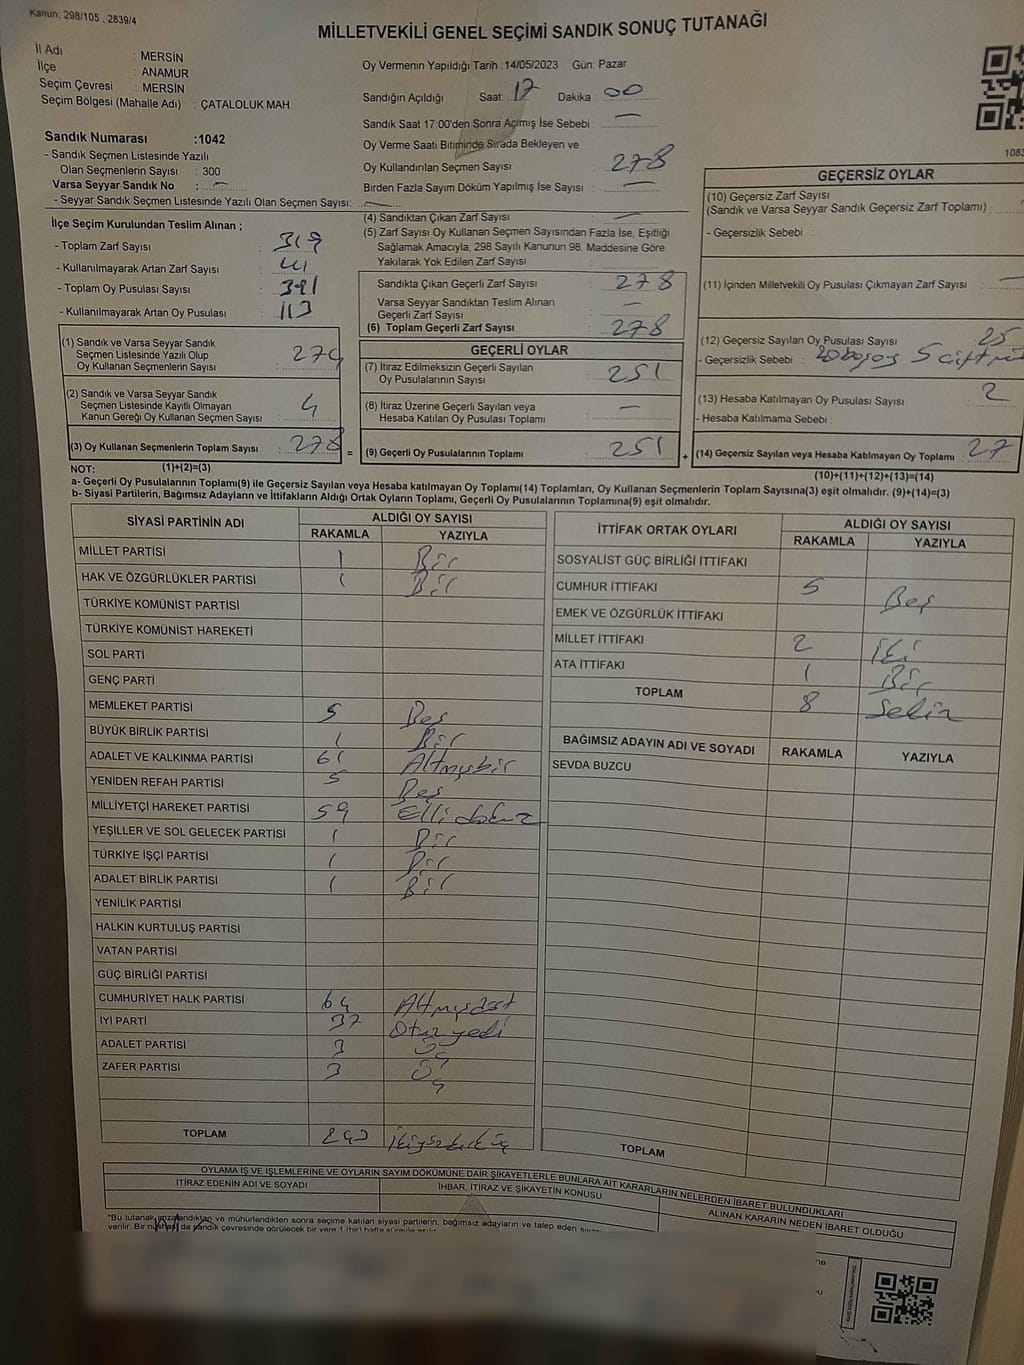 Kanun, 298/105 , 2839/4
MİLLETVEKİLİ GENEL SEÇİMİ SANDIK SONUÇ TUTANAĞI
İl Adı : MERSİN
İlçe : ANAMUR
Seçim Çevresi : MERSİN
Seçim Bölgesi (Mahalle Adı) : ÇATALOLUK MAH.
Sandık Numarası :1042
- Sandık Seçmen Listesinde Yazılı
Olan Seçmenlerin Sayısı : 300
Varsa Seyyar Sandık No : —
- Seyyar Sandık Seçmen Listesinde Yazılı Olan Seçmen Sayısı: —
İlçe Seçim Kurulundan Teslim Alınan ;
- Toplam Zarf Sayısı : 319
- Kullanılmayarak Artan Zarf Sayısı : 41
- Toplam Oy Pusulası Sayısı : 391
- Kullanılmayarak Artan Oy Pusulası : 113
(1) Sandık ve Varsa Seyyar Sandık
Seçmen Listesinde Yazılı Olup
Oy Kullanan Seçmenlerin Sayısı : 274
(2) Sandık ve Varsa Seyyar Sandık
Seçmen Listesinde Kayıtlı Olmayan
Kanun Gereği Oy Kullanan Seçmen Sayısı : 4
(3) Oy Kullanan Seçmenlerin Toplam Sayısı : 278
Oy Vermenin Yapıldığı Tarih :14/05/2023 Gün: Pazar
Sandığın Açıldığı Saat: 17 Dakika : 00
Sandık Saat 17:00'den Sonra Açımış İse Sebebi : —
Oy Verme Saati Bitiminde Sırada Bekleyen ve
Oy Kullandırılan Seçmen Sayısı : 278
Birden Fazla Sayım Döküm Yapılmış İse Sayısı : —
(4) Sandıktan Çıkan Zarf Sayısı : —
(5) Zarf Sayısı Oy Kullanan Seçmen Sayısından Fazla İse, Eşitliği
Sağlamak Amacıyla, 298 Sayılı Kanunun 98. Maddesine Göre
Yakılarak Yok Edilen Zarf Sayısı :
Sandıkta Çıkan Geçerli Zarf Sayısı : 278
Varsa Seyyar Sandıktan Teslim Alınan
Geçerli Zarf Sayısı : —
(6) Toplam Geçerli Zarf Sayısı : 278
GEÇERLİ OYLAR
(7) İtiraz Edilmeksizin Geçerli Sayılan
Oy Pusulalarının Sayısı : 251
(8) İtiraz Üzerine Geçerli Sayılan veya
Hesaba Katılan Oy Pusulası Toplamı : —
= (9) Geçerli Oy Pusulalarının Toplamı : 251
GEÇERSİZ OYLAR
(10) Geçersiz Zarf Sayısı
(Sandık ve Varsa Seyyar Sandık Geçersiz Zarf Toplamı) :
- Geçersizlik Sebebi :
(11) İçinden Milletvekili Oy Pusulası Çıkmayan Zarf Sayısı : —
(12) Geçersiz Sayılan Oy Pusulası Sayısı : 25
- Geçersizlik Sebebi : 5
(13) Hesaba Katılmayan Oy Pusulası Sayısı : 2
- Hesaba Katılmama Sebebi :
+ (14) Geçersiz Sayılan veya Hesaba Katılmayan Oy Toplamı : 27
NOT: (1)+(2)=(3) (10)+(11)+(12)+(13)=(14)
a- Geçerli Oy Pusulalarının Toplamı(9) ile Geçersiz Sayılan veya Hesaba katılmayan Oy Toplamı(14) Toplamları, Oy Kullanan Seçmenlerin Toplam Sayısına(3) eşit olmalıdır. (9)+(14)=(3)
b- Siyasi Partilerin, Bağımsız Adayların ve İttifakların Aldığı Ortak Oyların Toplamı, Geçerli Oy Pusulalarının Toplamına(9) eşit olmalıdır.
SİYASİ PARTİNİN ADI ALDIĞI OY SAYISI
RAKAMLA YAZIYLA
MİLLET PARTİSİ 1 Bir
HAK VE ÖZGÜRLÜKLER PARTİSİ 1 Bir
TÜRKİYE KOMÜNİST PARTİSİ
TÜRKİYE KOMÜNİST HAREKETİ
SOL PARTİ
GENÇ PARTİ
MEMLEKET PARTİSİ 5 Beş
BÜYÜK BİRLİK PARTİSİ 1 Bir
ADALET VE KALKINMA PARTİSİ 61 Altmışbir
YENİDEN REFAH PARTİSİ 5 Beş
MİLLİYETÇİ HAREKET PARTİSİ 59 Elli dokuz
YEŞİLLER VE SOL GELECEK PARTİSİ 1 Bir
TÜRKİYE İŞÇİ PARTİSİ 1 Bir
ADALET BİRLİK PARTİSİ 1 Bir
YENİLİK PARTİSİ
HALKIN KURTULUŞ PARTİSİ
VATAN PARTİSİ
GÜÇ BİRLİĞİ PARTİSİ
CUMHURİYET HALK PARTİSİ 64 Altmışdört
İYİ PARTİ 37 Otuz yedi
ADALET PARTİSİ 3 Üç
ZAFER PARTİSİ 3 Üç
TOPLAM 243 İkiyüzkırk üç
İTTİFAK ORTAK OYLARI ALDIĞI OY SAYISI
RAKAMLA YAZIYLA
SOSYALİST GÜÇ BİRLİĞİ İTTİFAKI
CUMHUR İTTİFAKI 5 Beş
EMEK VE ÖZGÜRLÜK İTTİFAKI
MİLLET İTTİFAKI 2 İki
ATA İTTİFAKI 1 Bir
TOPLAM 8 Sekiz
BAĞIMSIZ ADAYIN ADI VE SOYADI RAKAMLA YAZIYLA
SEVDA BUZCU
TOPLAM
OYLAMA İŞ VE İŞLEMLERİNE VE OYLARIN SAYIM DÖKÜMÜNE DAİR ŞİKAYETLERLE BUNLARA AİT KARARLARIN NELERDEN İBARET BULUNDUKLARI
İTİRAZ EDENİN ADI VE SOYADI İHBAR, İTİRAZ VE ŞİKAYETİN KONUSU ALINAN KARARIN NEDEN İBARET OLDUĞU
*Bu tutanak imzalandıktan ve mühürlendikten sonra seçime katılan siyasi partilerin, bağımsız adayların ve talep eden
verilir. Bir da sandık çevresinde görülecek bir yere 1 (bir) hafta süreyle asılır.